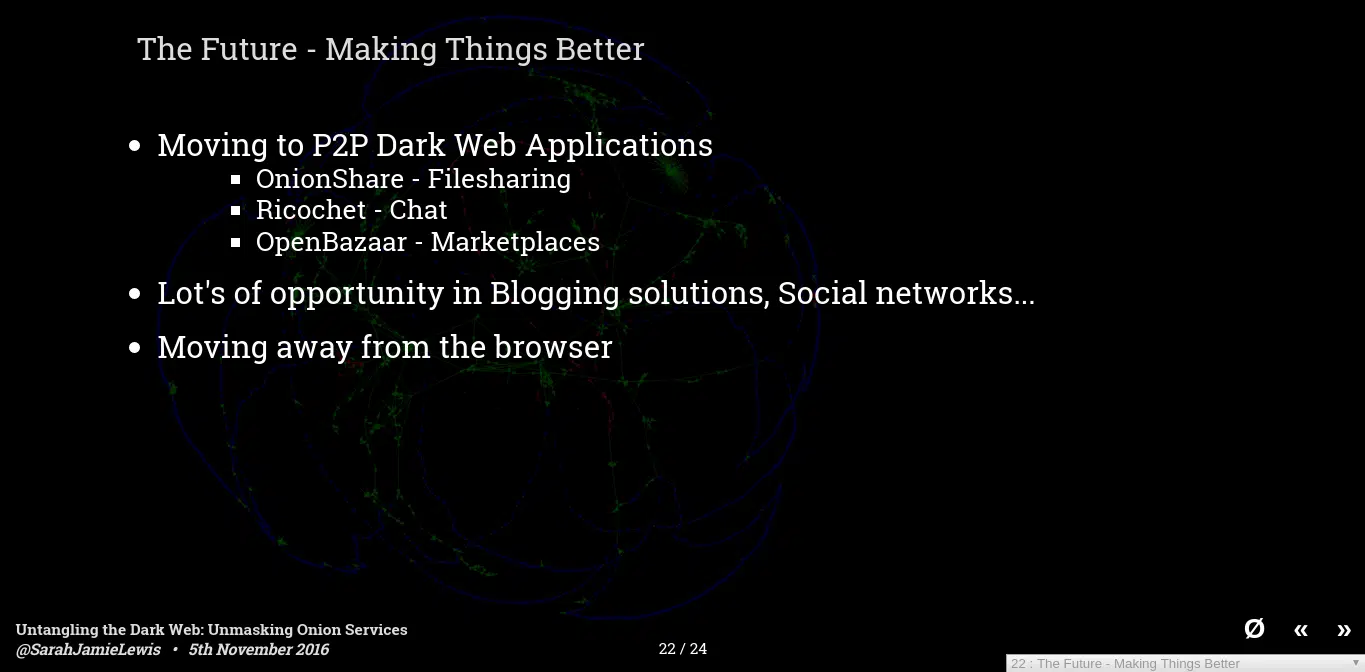 The Future - Making Things Better
• Moving to P2P Dark Web Applications
▪ OnionShare - Filesharing
▪ Ricochet - Chat
▪ OpenBazaar - Marketplaces
• Lot's of opportunity in Blogging solutions, Social networks...
• Moving away from the browser
Untangling the Dark Web: Unmasking Onion Services
@SarahJamieLewis • 5th November 2016
22 / 24
Ø « »
22 : The Future - Making Things Better